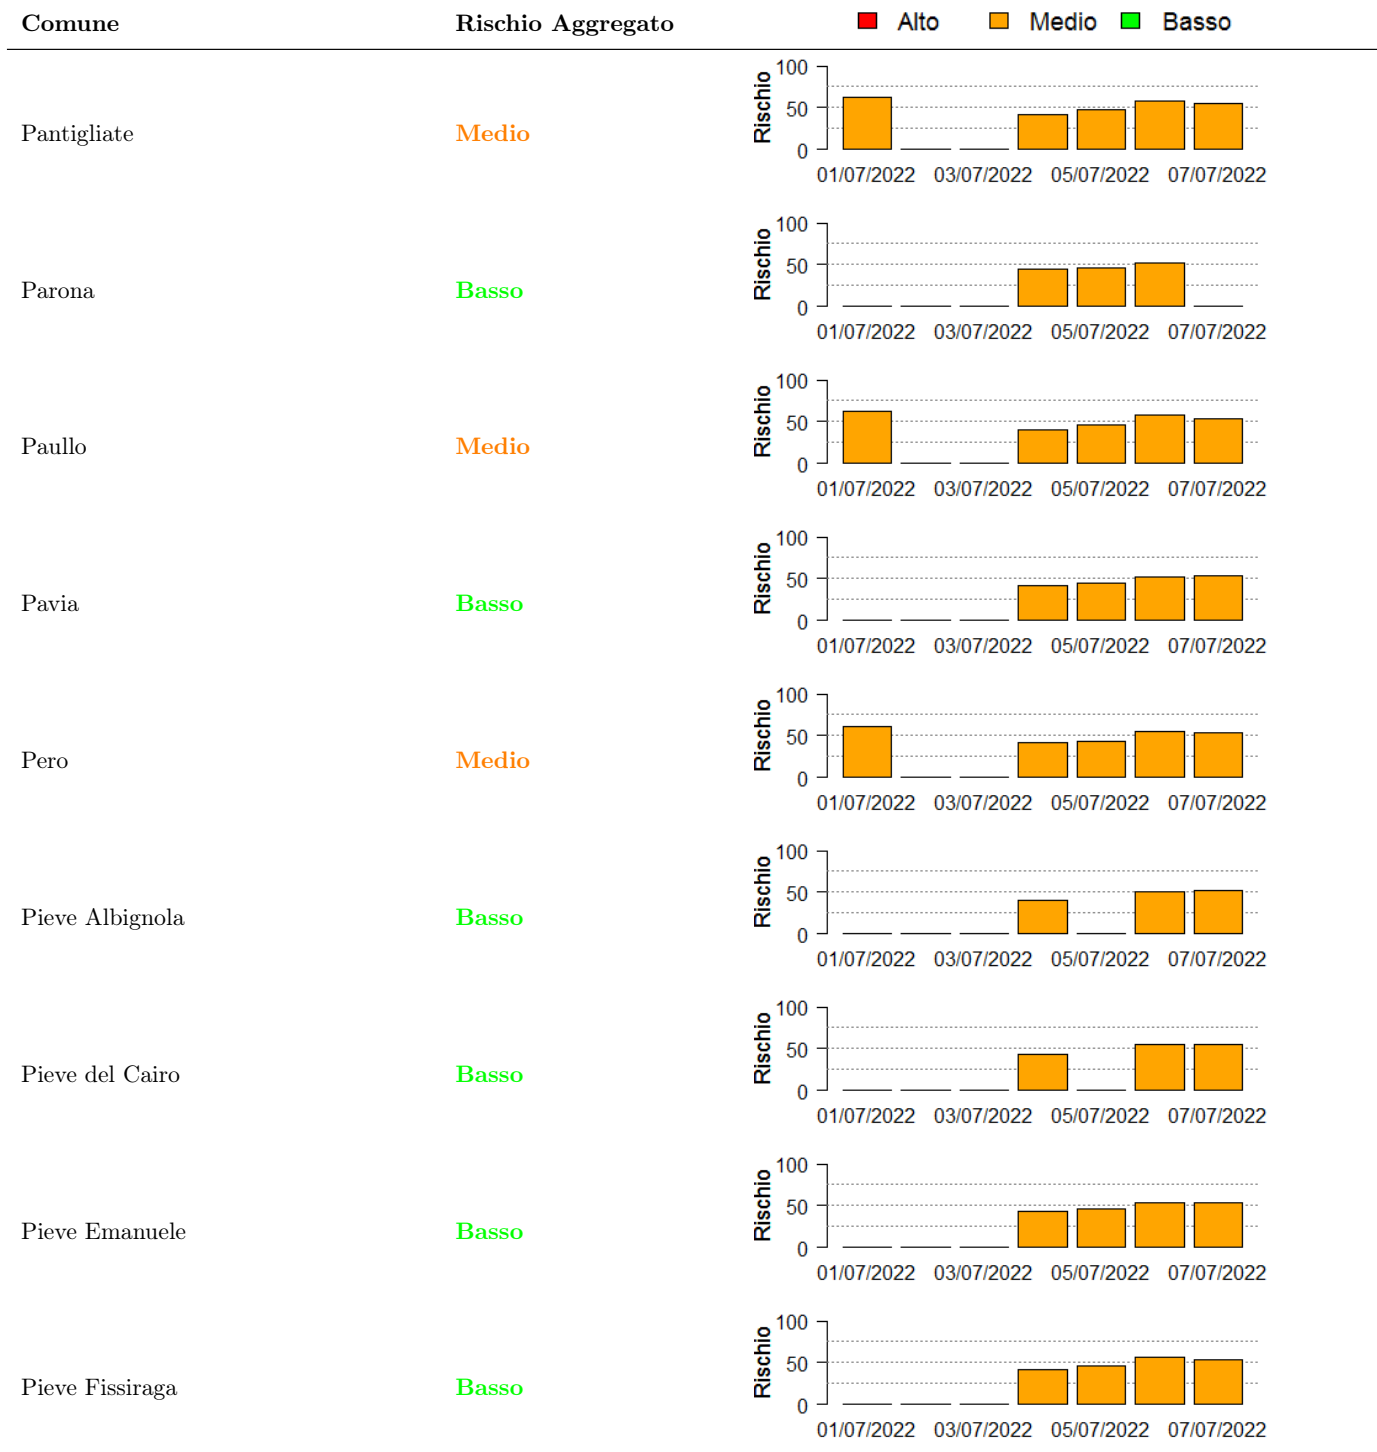 Comune Rischio Aggregato Alto Medio Basso
100
50
0
Rischio
Pantigliate Medio
01/07/2022 03/07/2022 05/07/2022 07/07/2022
100
50
0
Rischio
Parona Basso
01/07/2022 03/07/2022 05/07/2022 07/07/2022
100
50
0
Rischio
Paullo Medio
01/07/2022 03/07/2022 05/07/2022 07/07/2022
100
50
0
Rischio
Pavia Basso
01/07/2022 03/07/2022 05/07/2022 07/07/2022
100
50
0
Rischio
Pero Medio
01/07/2022 03/07/2022 05/07/2022 07/07/2022
100
50
0
Rischio
Pieve Albignola Basso
01/07/2022 03/07/2022 05/07/2022 07/07/2022
100
50
0
Rischio
Pieve del Cairo Basso
01/07/2022 03/07/2022 05/07/2022 07/07/2022
100
50
0
Rischio
Pieve Emanuele Basso
01/07/2022 03/07/2022 05/07/2022 07/07/2022
100
50
0
Rischio
Pieve Fissiraga Basso
01/07/2022 03/07/2022 05/07/2022 07/07/2022